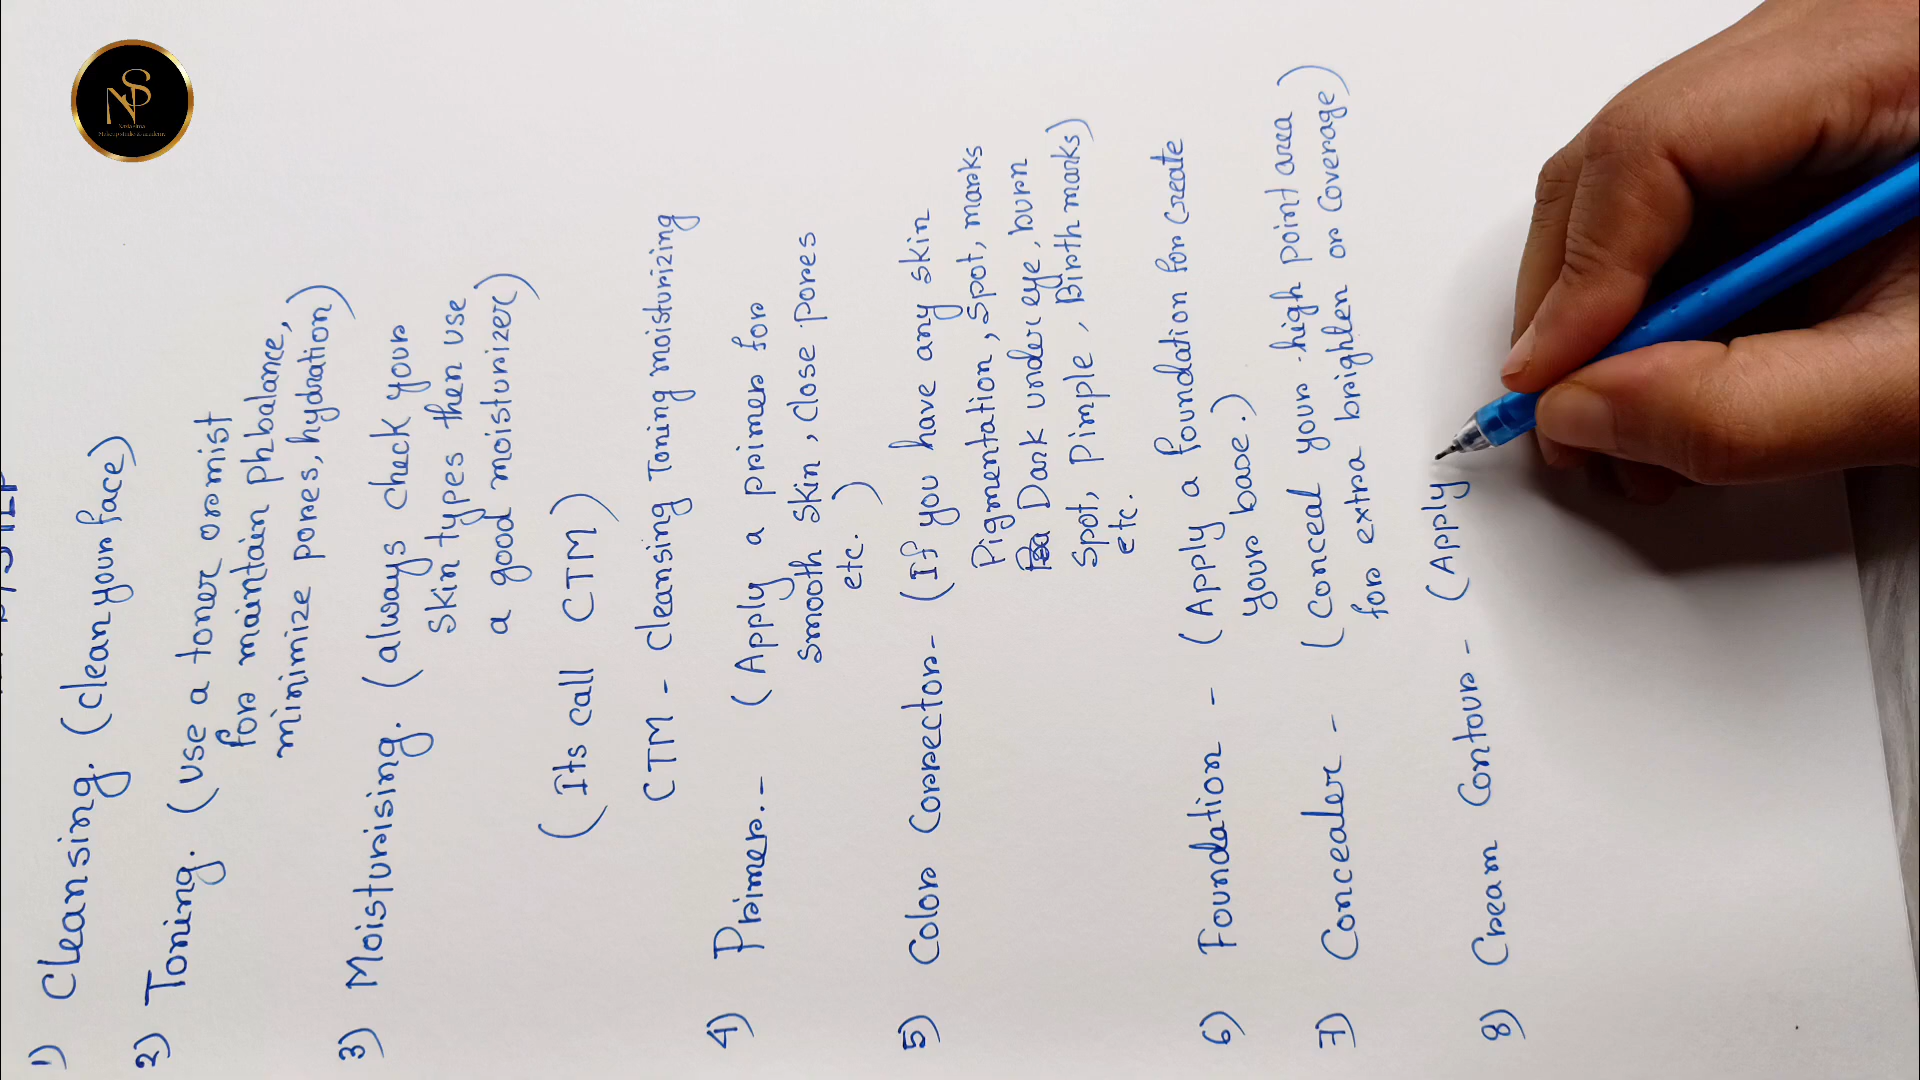 1) Cleansing. (clean your face)
2) Toning. (use a toner or mist
for maintain ph balance,
minimize pores, hydration)
3) Moisturising. (always check your
skin types then use
a good moisturizer)
(Its call CTM)
CTM - Cleansing Toning moisturizing
4) Primer. - (Apply a primer for
smooth skin, close pores
etc.)
5) Color Corrector - (If you have any skin
Pigmentation, spot, marks
Dark under eye, burn
spot, Pimple, Birth marks)
etc.
6) Foundation - (Apply a foundation for create
your base.)
7) Concealer - (Conceal your high point area)
for extra brighten or coverage)
8) Cream Contour - (Apply
NS
Makeup studio & academy